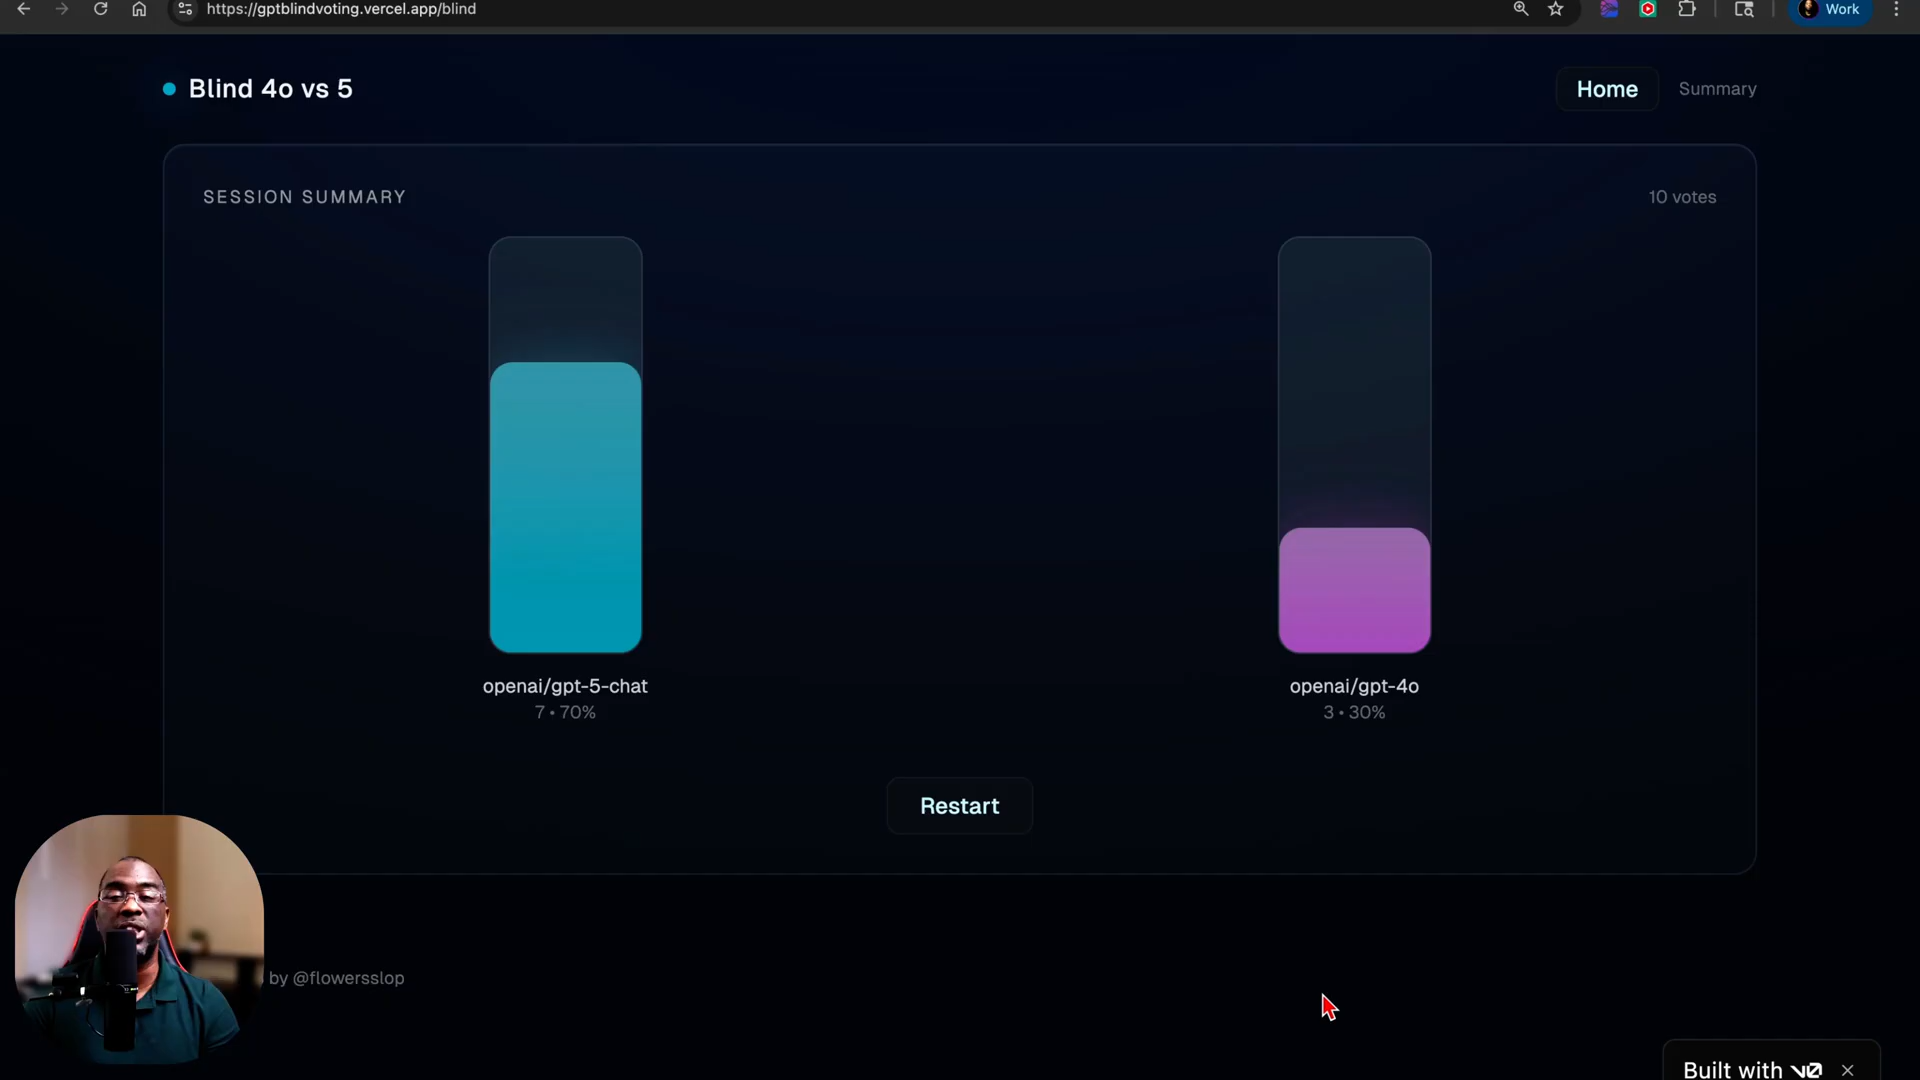 https://gptblindvoting.vercel.app/blind
Work
Blind 4o vs 5
Home
Summary
SESSION SUMMARY
10 votes
openai/gpt-5-chat
7 • 70%
openai/gpt-4o
3 • 30%
Restart
by @flowersslop
Built with v0